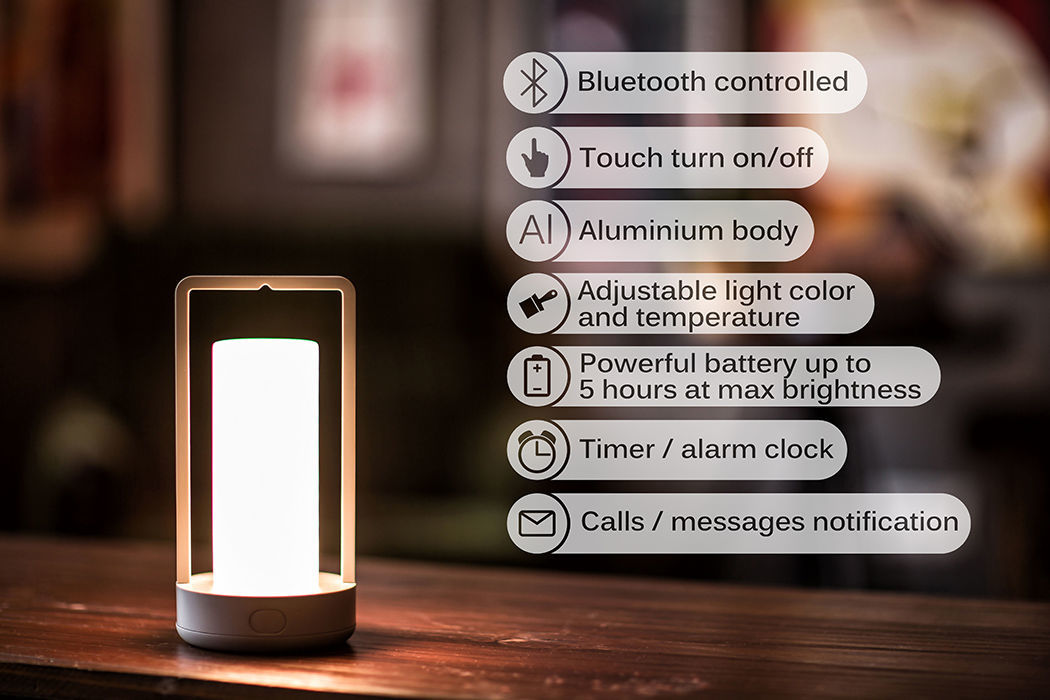 Bluetooth controlled
Touch turn on/off
Al
Aluminium body
Adjustable light color
and temperature
Powerful battery up to
5 hours at max brightness
Timer / alarm clock
Calls / messages notification